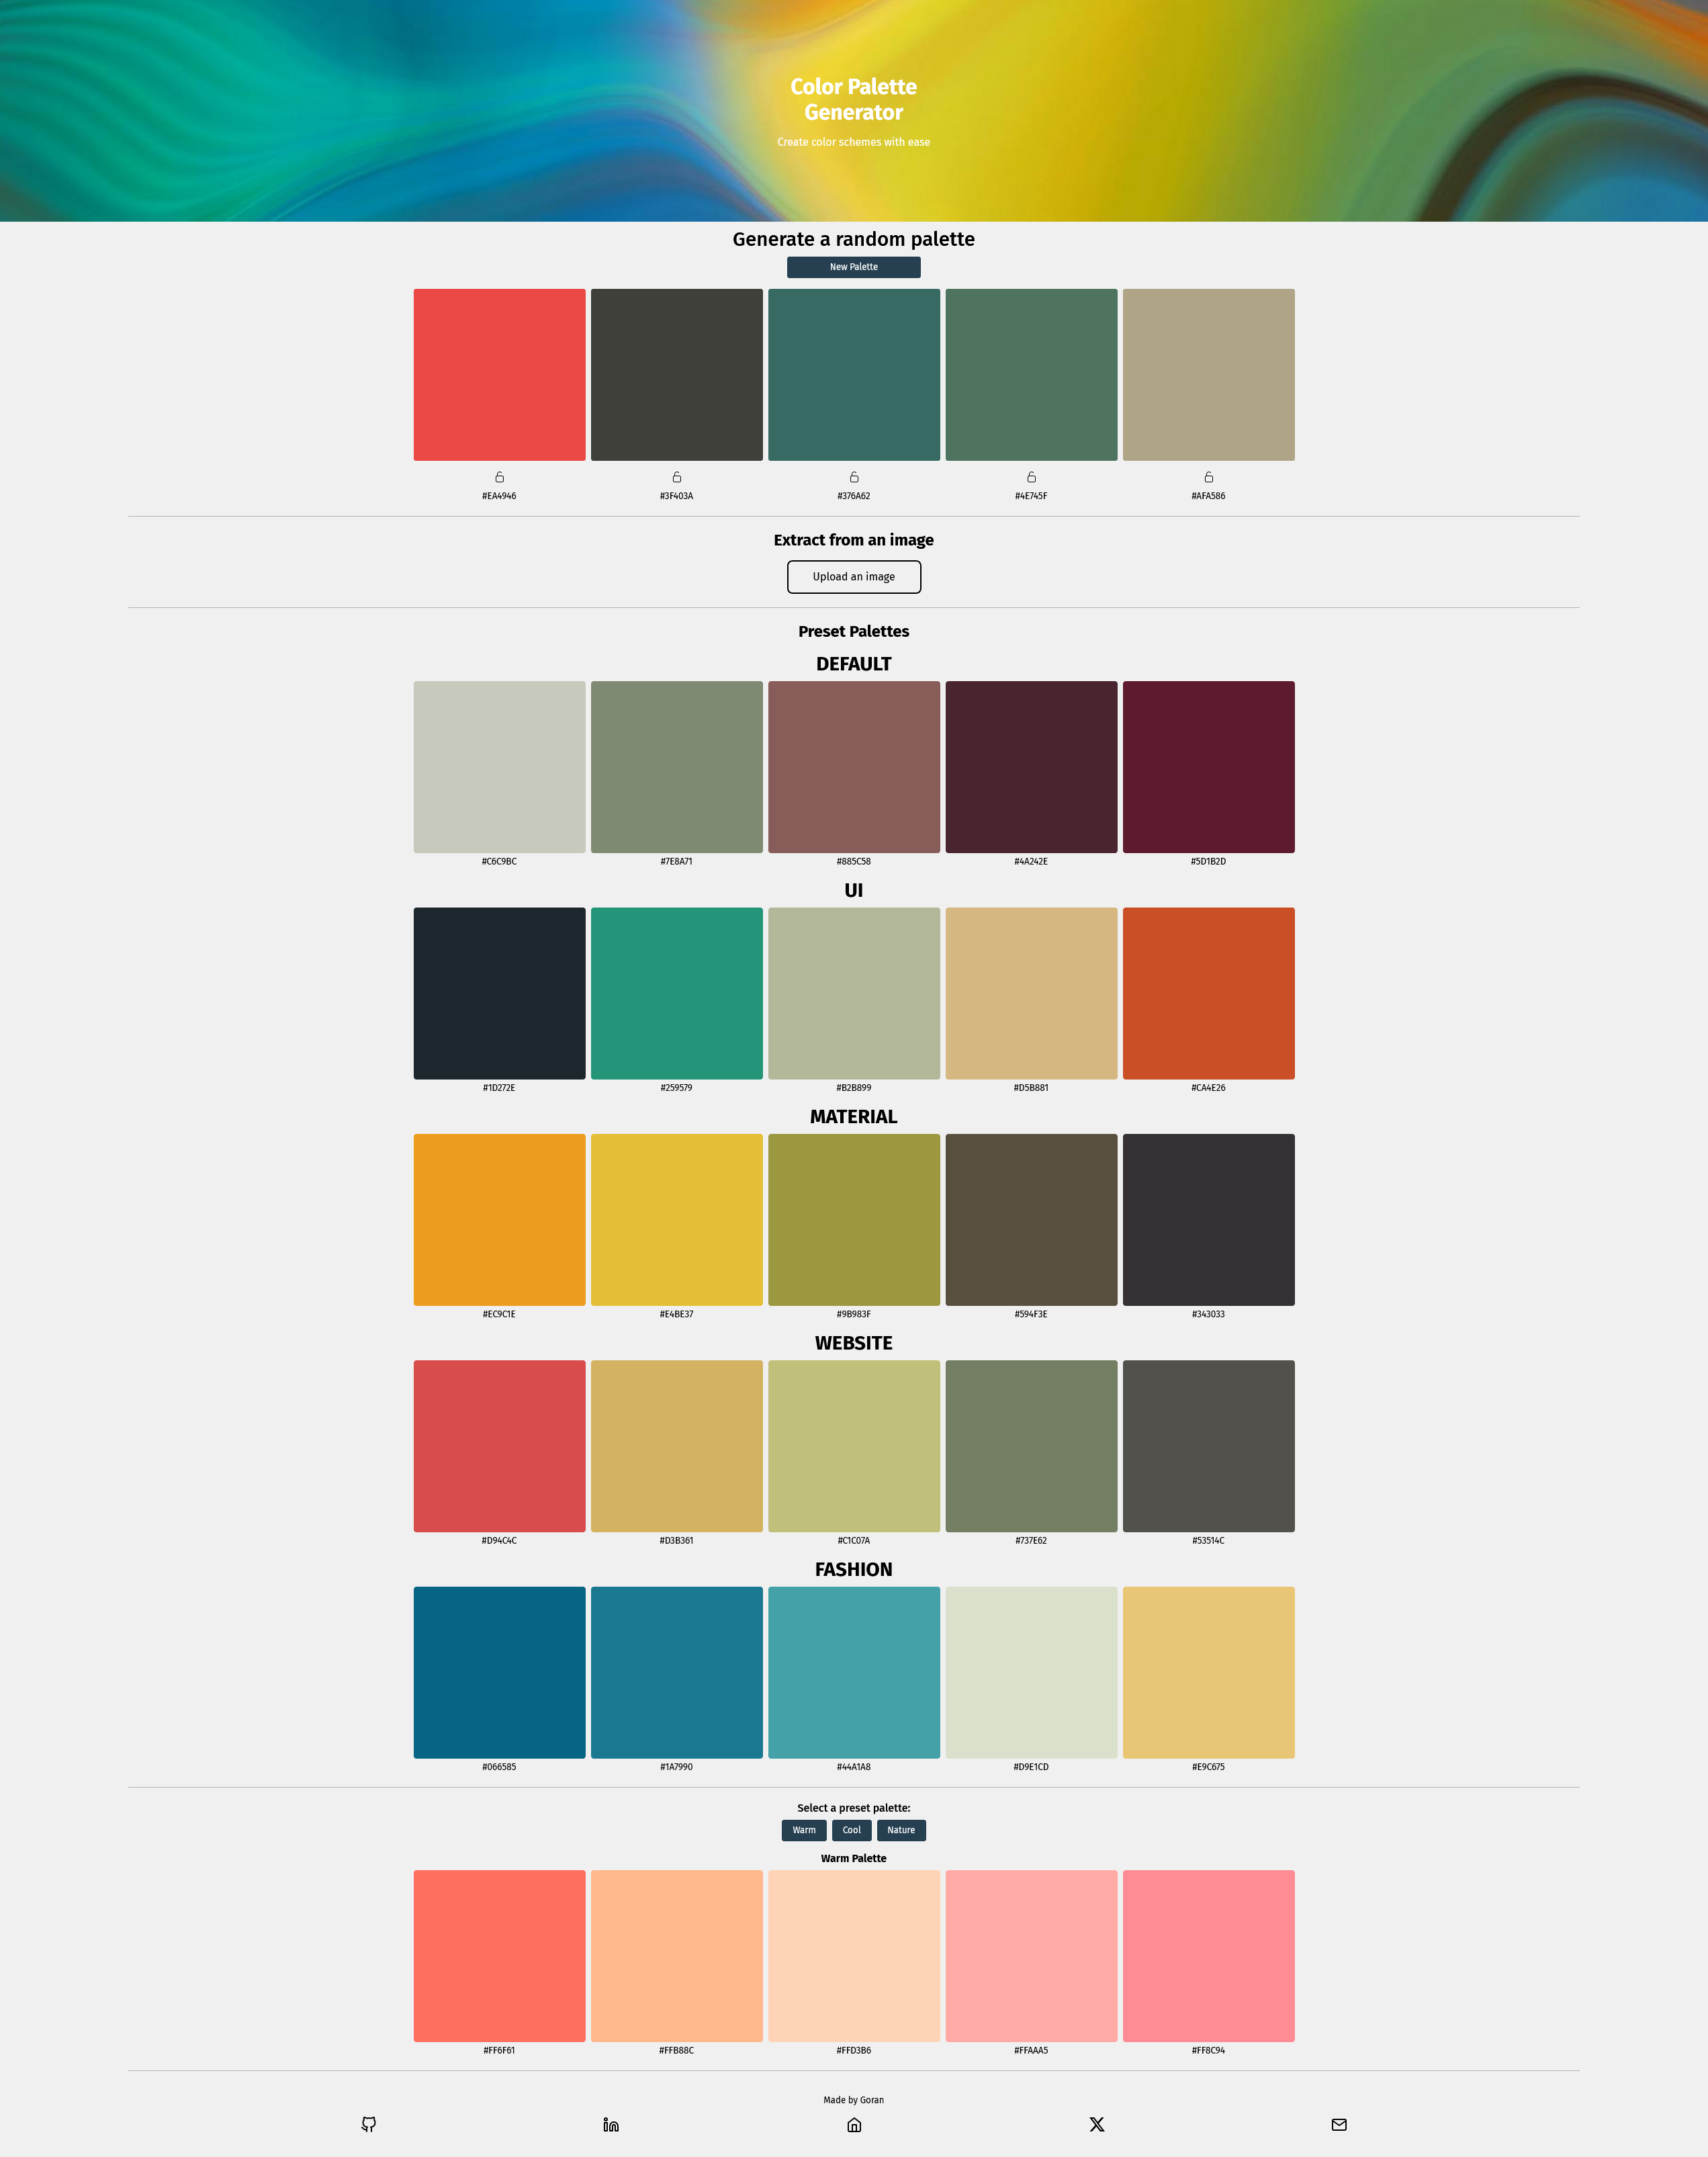 Color Palette
Generator
Create color schemes with ease
Generate a random palette
New Palette
#EA4946 #3F403A #376A62 #4E745F #AFA586
Extract from an image
Upload an image
Preset Palettes
DEFAULT
#C6C9BC #7E8A71 #885C58 #4A242E #5D1B2D
UI
#1D272E #259579 #B2B899 #D5B881 #CA4E26
MATERIAL
#EC9C1E #E4BE37 #9B983F #594F3E #343033
WEBSITE
#D94C4C #D3B361 #C1C07A #737E62 #53514C
FASHION
#066585 #1A7990 #44A1A8 #D9E1CD #E9C675
Select a preset palette:
Warm Cool Nature
Warm Palette
#FF6F61 #FFB88C #FFD3B6 #FFAAA5 #FF8C94
Made by Goran